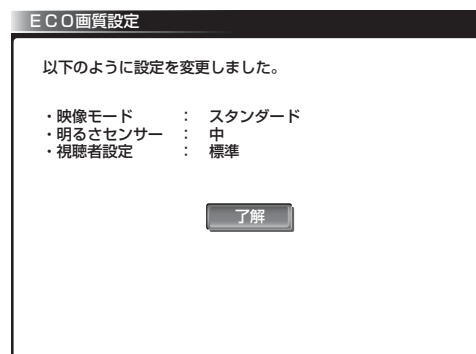 ECO画質設定
以下のように設定を変更しました。
・映像モード　：　スタンダード
・明るさセンサー　：　中
・視聴者設定　：　標準
了解